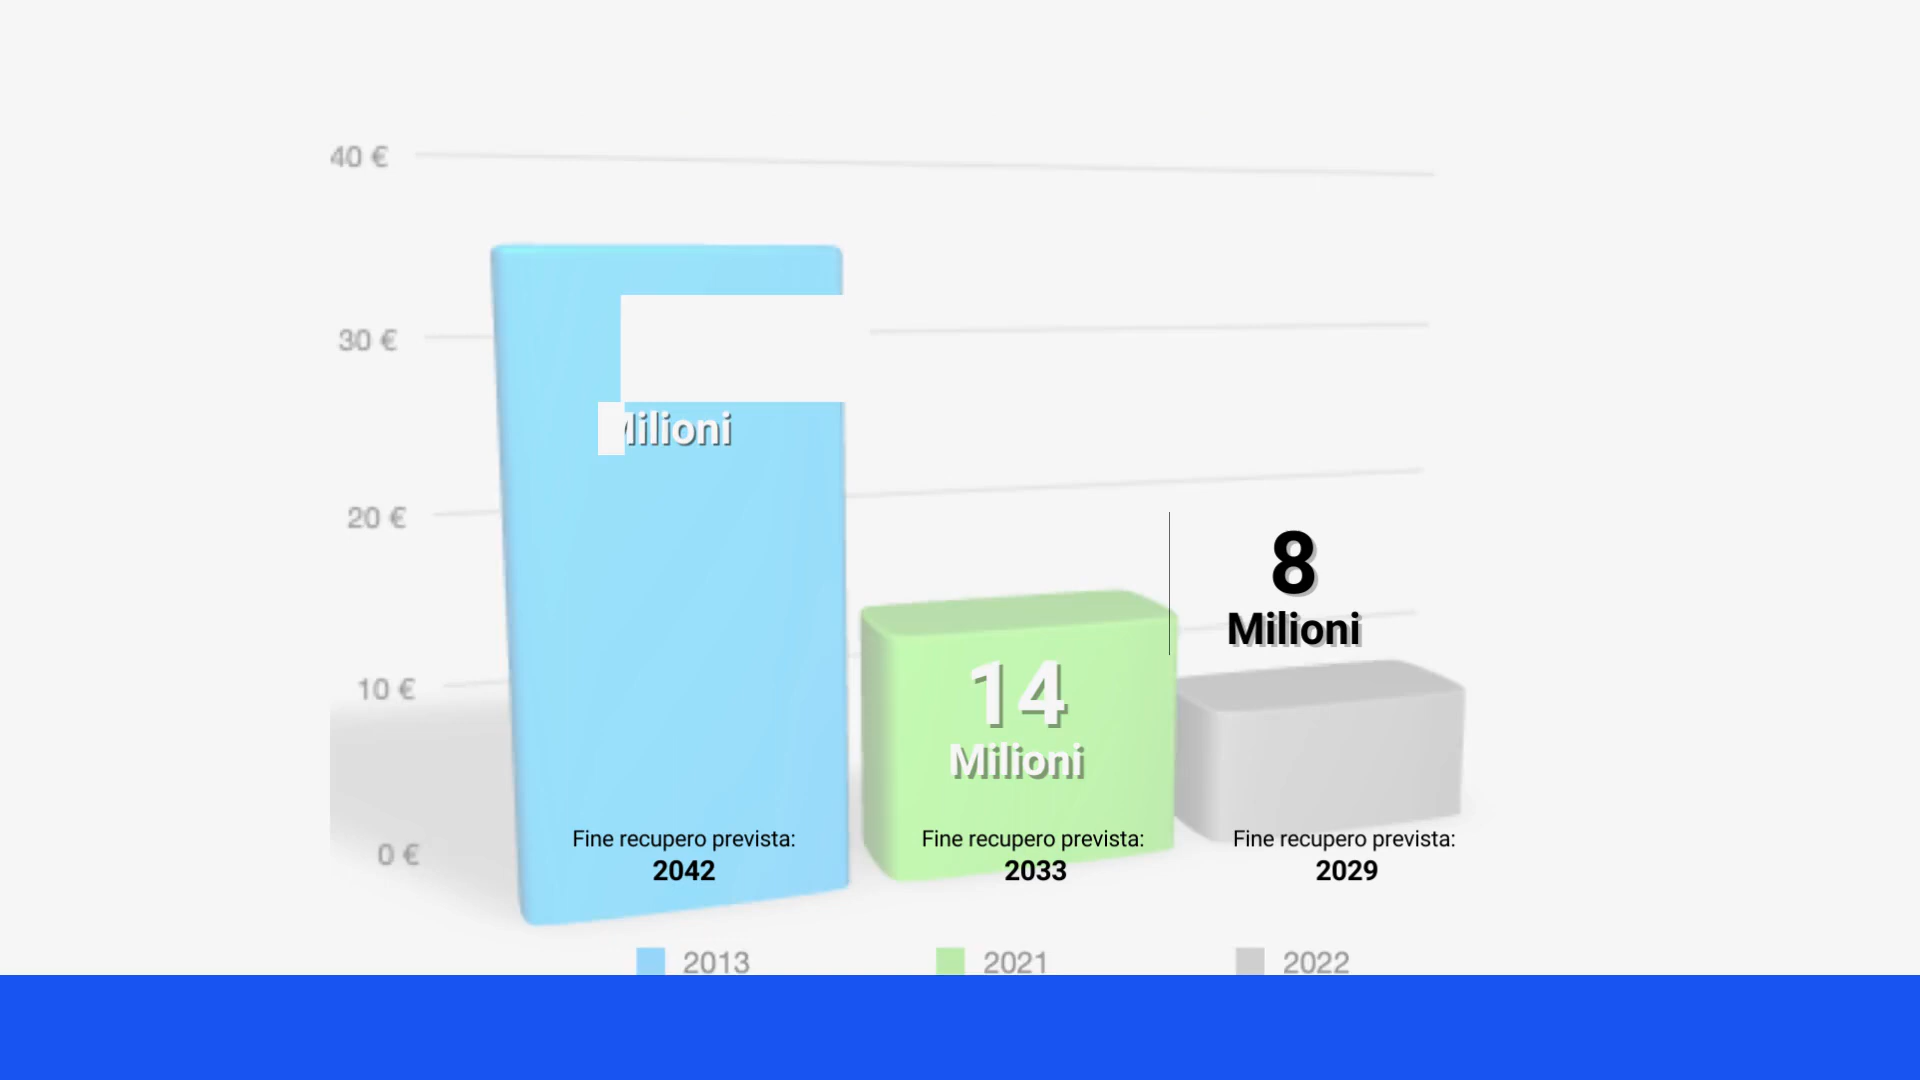 40 €
30 €
20 €
10 €
0 €
14
Milioni
8
Milioni
Fine recupero prevista:
2042
Fine recupero prevista:
2033
Fine recupero prevista:
2029
2013
2021
2022